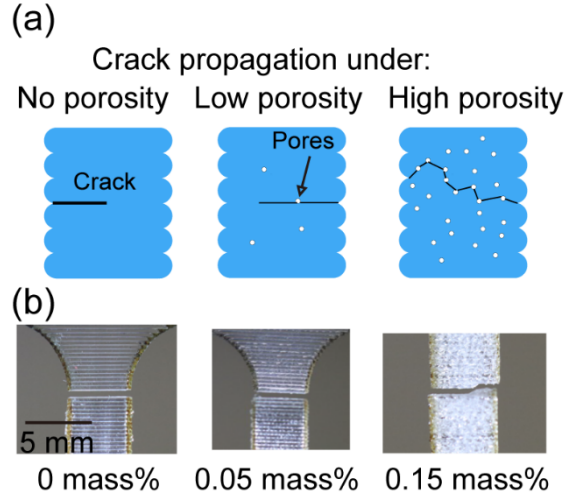 (a)
Crack propagation under:
No porosity Low porosity High porosity
Pores
Crack
(b)
5 mm
0 mass% 0.05 mass% 0.15 mass%